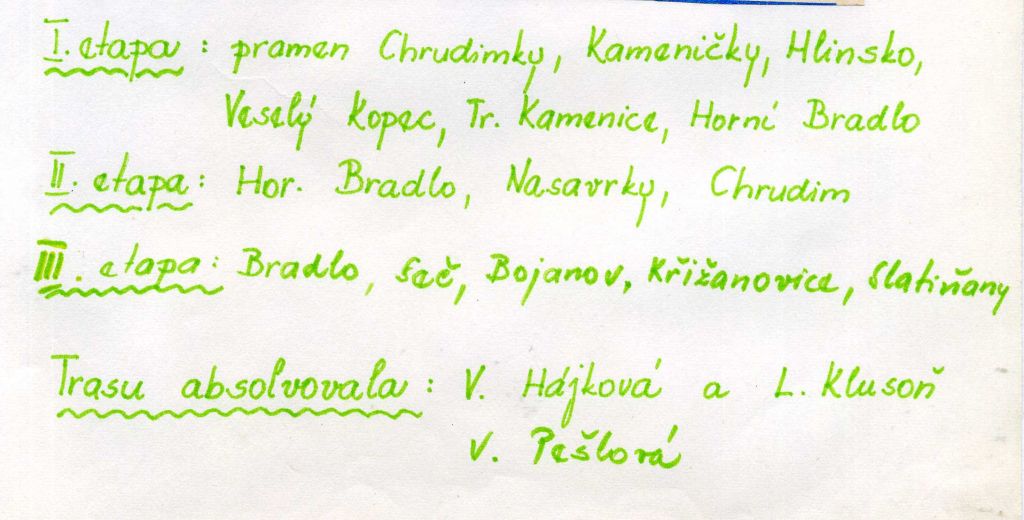 I. etapa : pramen Chrudimky, Kameničky, Hlinsko,
Veselý Kopec, Tr. Kamenice, Horní Bradlo
II. etapa : Hor. Bradlo, Nasavrky, Chrudim
III. etapa : Bradlo, Seč, Bojanov, Křižanovice, Slatiňany
Trasu absolvovala : V. Hájková a L. Klusoň
V. Pešlová